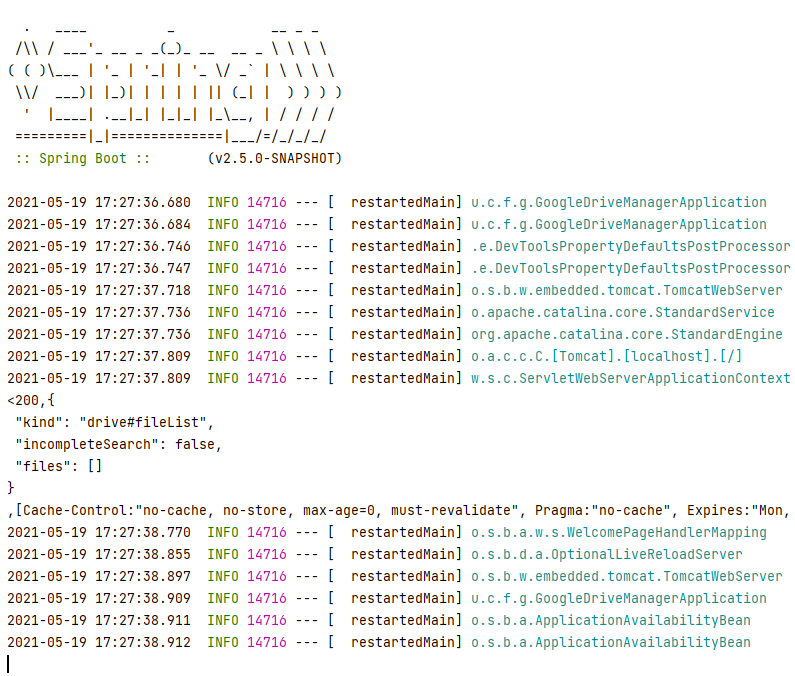 .   ____          _            __ _ _
 /\\ / ___'_ __ _ _(_)_ __  __ _ \ \ \ \
( ( )\___ | '_ | '_| | '_ \/ _` | \ \ \ \
 \\/  ___)| |_)| | | | | || (_| |  ) ) ) )
  '  |____| .__|_| |_|_| |_\__, | / / / /
 =========|_|==============|___/=/_/_/_/
 :: Spring Boot ::       (v2.5.0-SNAPSHOT)
2021-05-19 17:27:36.680  INFO 14716 --- [  restartedMain] u.c.f.g.GoogleDriveManagerApplication
2021-05-19 17:27:36.684  INFO 14716 --- [  restartedMain] u.c.f.g.GoogleDriveManagerApplication
2021-05-19 17:27:36.746  INFO 14716 --- [  restartedMain] .e.DevToolsPropertyDefaultsPostProcessor
2021-05-19 17:27:36.747  INFO 14716 --- [  restartedMain] .e.DevToolsPropertyDefaultsPostProcessor
2021-05-19 17:27:37.718  INFO 14716 --- [  restartedMain] o.s.b.w.embedded.tomcat.TomcatWebServer
2021-05-19 17:27:37.736  INFO 14716 --- [  restartedMain] o.apache.catalina.core.StandardService
2021-05-19 17:27:37.736  INFO 14716 --- [  restartedMain] org.apache.catalina.core.StandardEngine
2021-05-19 17:27:37.809  INFO 14716 --- [  restartedMain] o.a.c.c.C.[Tomcat].[localhost].[/]
2021-05-19 17:27:37.809  INFO 14716 --- [  restartedMain] w.s.c.ServletWebServerApplicationContext
<200,{
 "kind": "drive#fileList",
 "incompleteSearch": false,
 "files": []
}
,[Cache-Control:"no-cache, no-store, max-age=0, must-revalidate", Pragma:"no-cache", Expires:"Mon,
2021-05-19 17:27:38.770  INFO 14716 --- [  restartedMain] o.s.b.a.w.s.WelcomePageHandlerMapping
2021-05-19 17:27:38.855  INFO 14716 --- [  restartedMain] o.s.b.d.a.OptionalLiveReloadServer
2021-05-19 17:27:38.897  INFO 14716 --- [  restartedMain] o.s.b.w.embedded.tomcat.TomcatWebServer
2021-05-19 17:27:38.909  INFO 14716 --- [  restartedMain] u.c.f.g.GoogleDriveManagerApplication
2021-05-19 17:27:38.911  INFO 14716 --- [  restartedMain] o.s.b.a.ApplicationAvailabilityBean
2021-05-19 17:27:38.912  INFO 14716 --- [  restartedMain] o.s.b.a.ApplicationAvailabilityBean